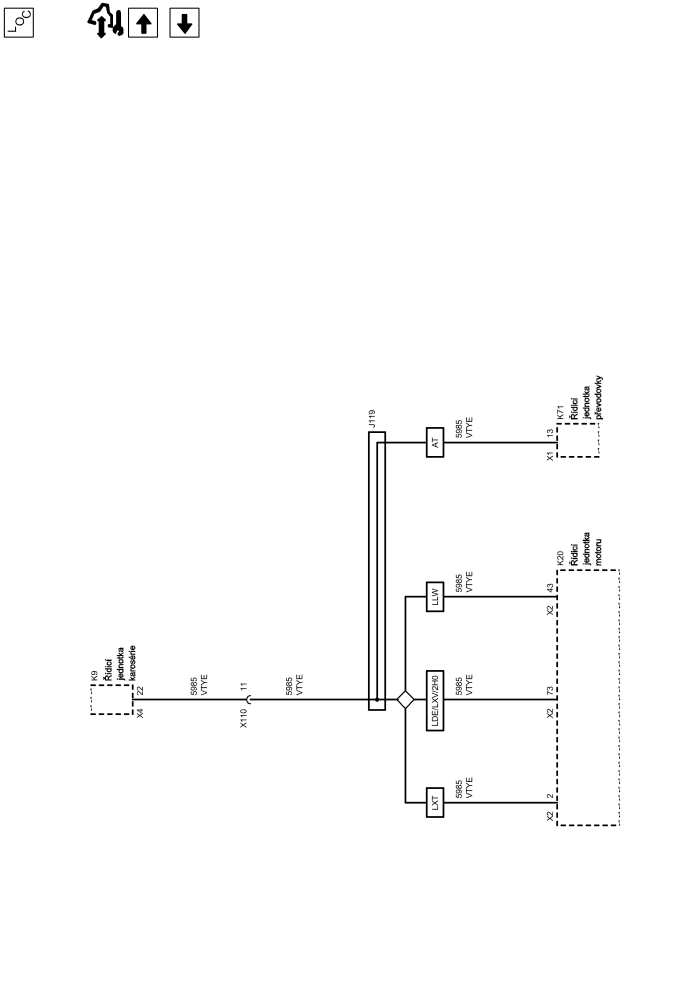 LOC
K9
Řídicí
jednotka
karosérie
X4
22
5985
VTYE
X110
11
5985
VTYE
J119
AT
5985
VTYE
X1
13
K71
Řídicí
jednotka
převodovky
LLW
5985
VTYE
X2
43
LDE/LXV/2H0
5985
VTYE
X2
73
LXT
5985
VTYE
X2
2
K20
Řídicí
jednotka
motoru